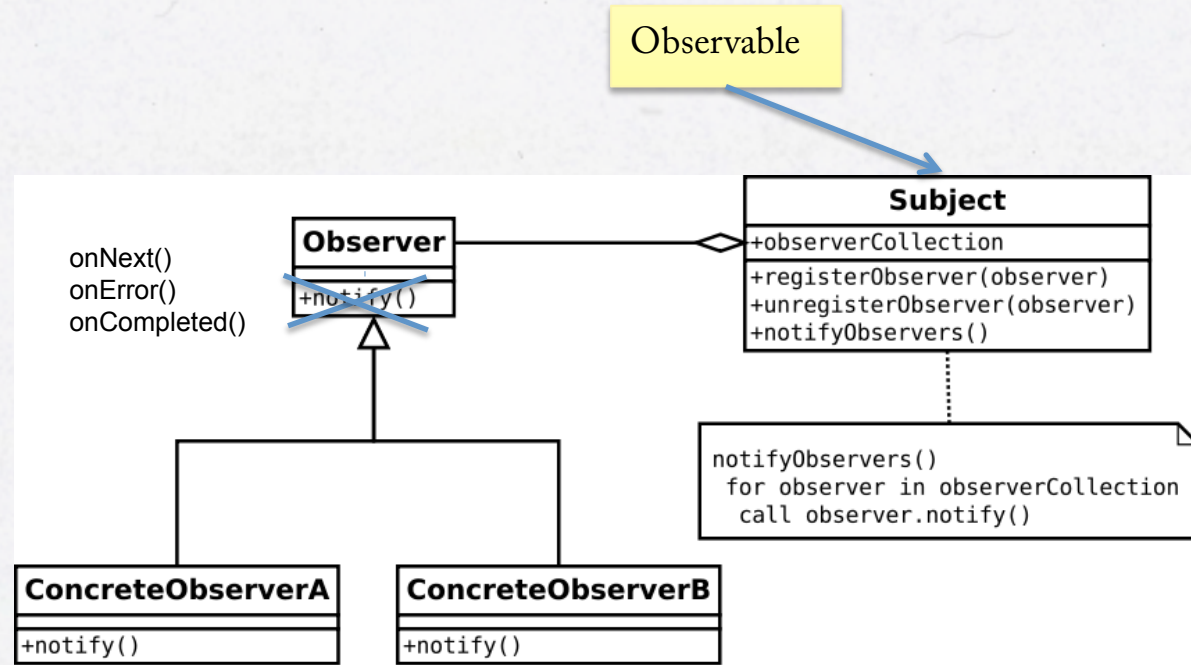 Observable
Subject
+observerCollection
+registerObserver(observer)
+unregisterObserver(observer)
+notifyObservers()
Observer
+notify()
onNext()
onError()
onCompleted()
notifyObservers()
for observer in observerCollection
call observer.notify()
ConcreteObserverA
+notify()
ConcreteObserverB
+notify()